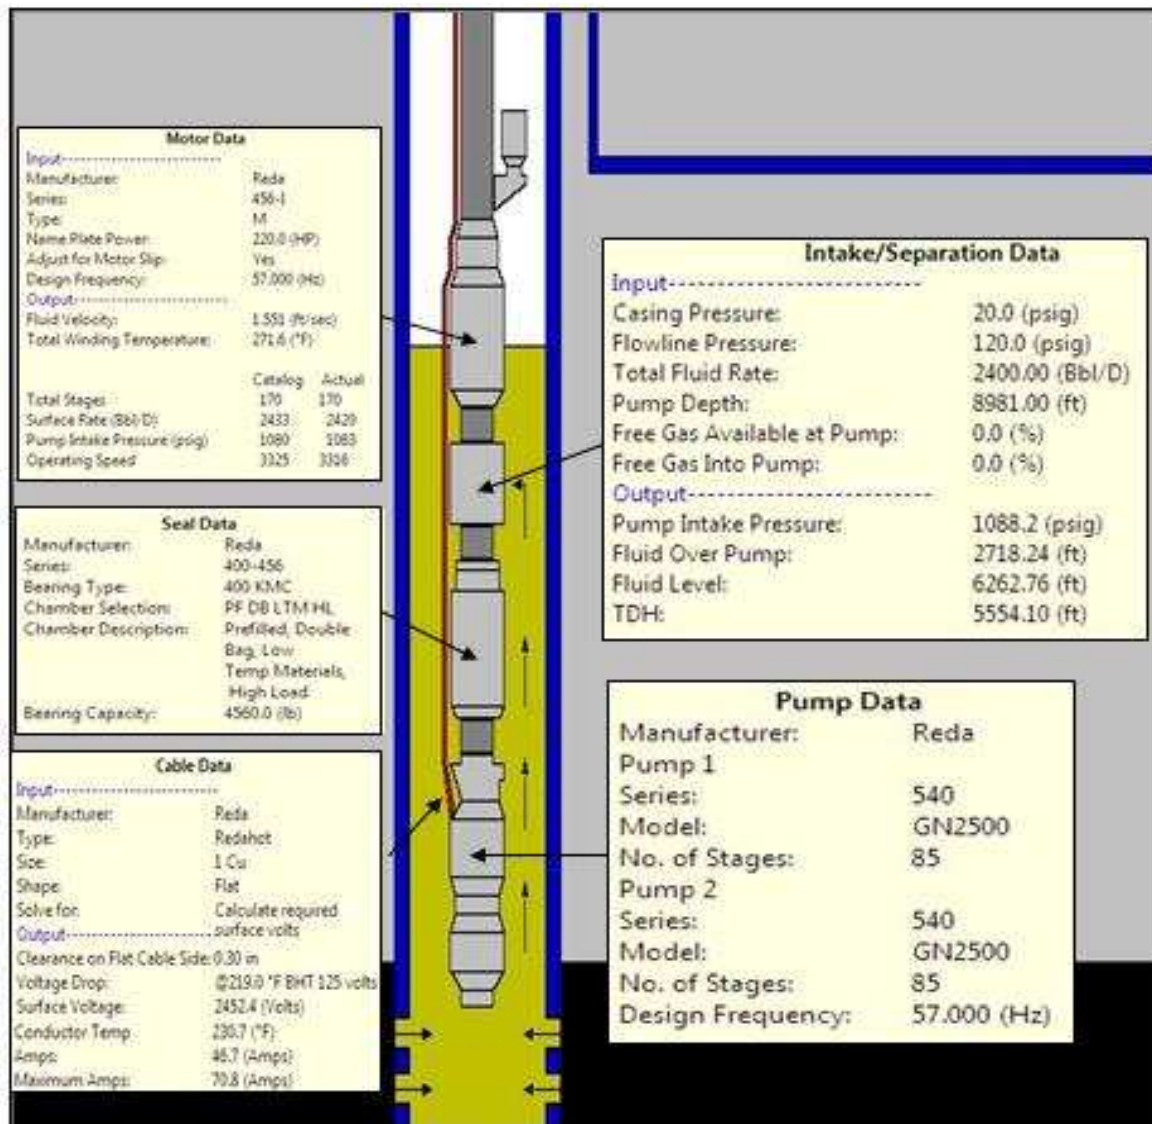 Motor Data
Input--------------------------
Manufacturer: Reda
Series: 456-1
Type: M
Name Plate Power: 220.0 (HP)
Adjust for Motor Slip: Yes
Design Frequency: 57.000 (Hz)
Output-------------------------
Fluid Velocity: 1.551 (ft/sec)
Total Winding Temperature: 271.6 (°F)
Catalog Actual
Total Stages 170 170
Surface Rate (Bbl/D) 2433 2429
Pump Intake Pressure (psig) 1080 1083
Operating Speed 3325 3316
Seal Data
Manufacturer: Reda
Series: 400-456
Bearing Type: 400 KMC
Chamber Selection: PF DB LTM HL
Chamber Description: Prefilled, Double
Bag, Low
Temp Materials,
High Load
Bearing Capacity: 4560.0 (lb)
Cable Data
Input--------------------------
Manufacturer: Reda
Type: Redahot
Size: 1 Cu
Shape: Flat
Solve for: Calculate required
surface volts
Output-------------------------
Clearance on Flat Cable Side: 0.30 in
Voltage Drop: @219.0 °F BHT 125 volts
Surface Voltage: 2452.4 (Volts)
Conductor Temp 230.7 (°F)
Amps: 46.7 (Amps)
Maximum Amps: 70.8 (Amps)
Intake/Separation Data
Input--------------------------
Casing Pressure: 20.0 (psig)
Flowline Pressure: 120.0 (psig)
Total Fluid Rate: 2400.00 (Bbl/D)
Pump Depth: 8981.00 (ft)
Free Gas Available at Pump: 0.0 (%)
Free Gas Into Pump: 0.0 (%)
Output-------------------------
Pump Intake Pressure: 1088.2 (psig)
Fluid Over Pump: 2718.24 (ft)
Fluid Level: 6262.76 (ft)
TDH: 5554.10 (ft)
Pump Data
Manufacturer: Reda
Pump 1
Series: 540
Model: GN2500
No. of Stages: 85
Pump 2
Series: 540
Model: GN2500
No. of Stages: 85
Design Frequency: 57.000 (Hz)